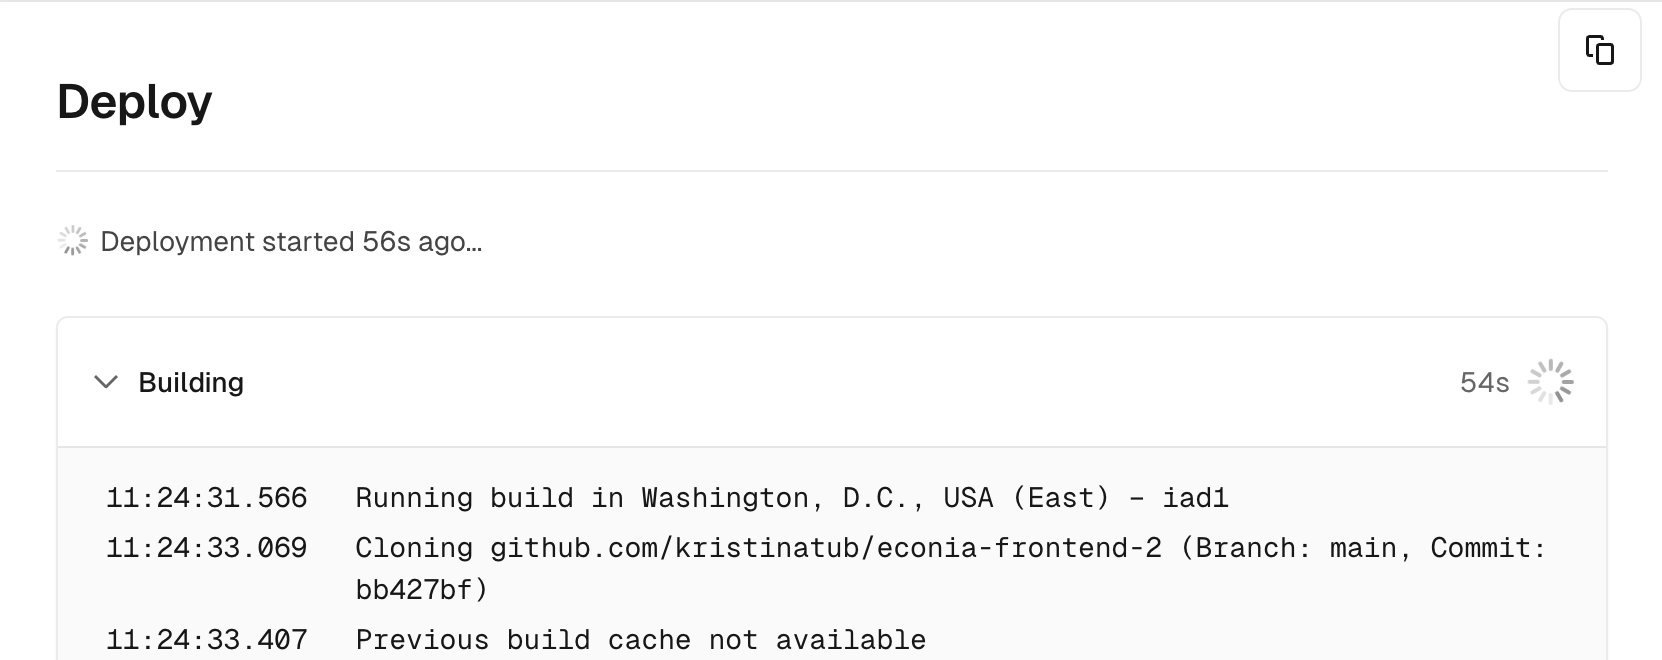 Deploy
Deployment started 56s ago...
Building
54s
11:24:31.566 Running build in Washington, D.C., USA (East) – iad1
11:24:33.069 Cloning github.com/kristinatub/econia-frontend-2 (Branch: main, Commit:
bb427bf)
11:24:33.407 Previous build cache not available